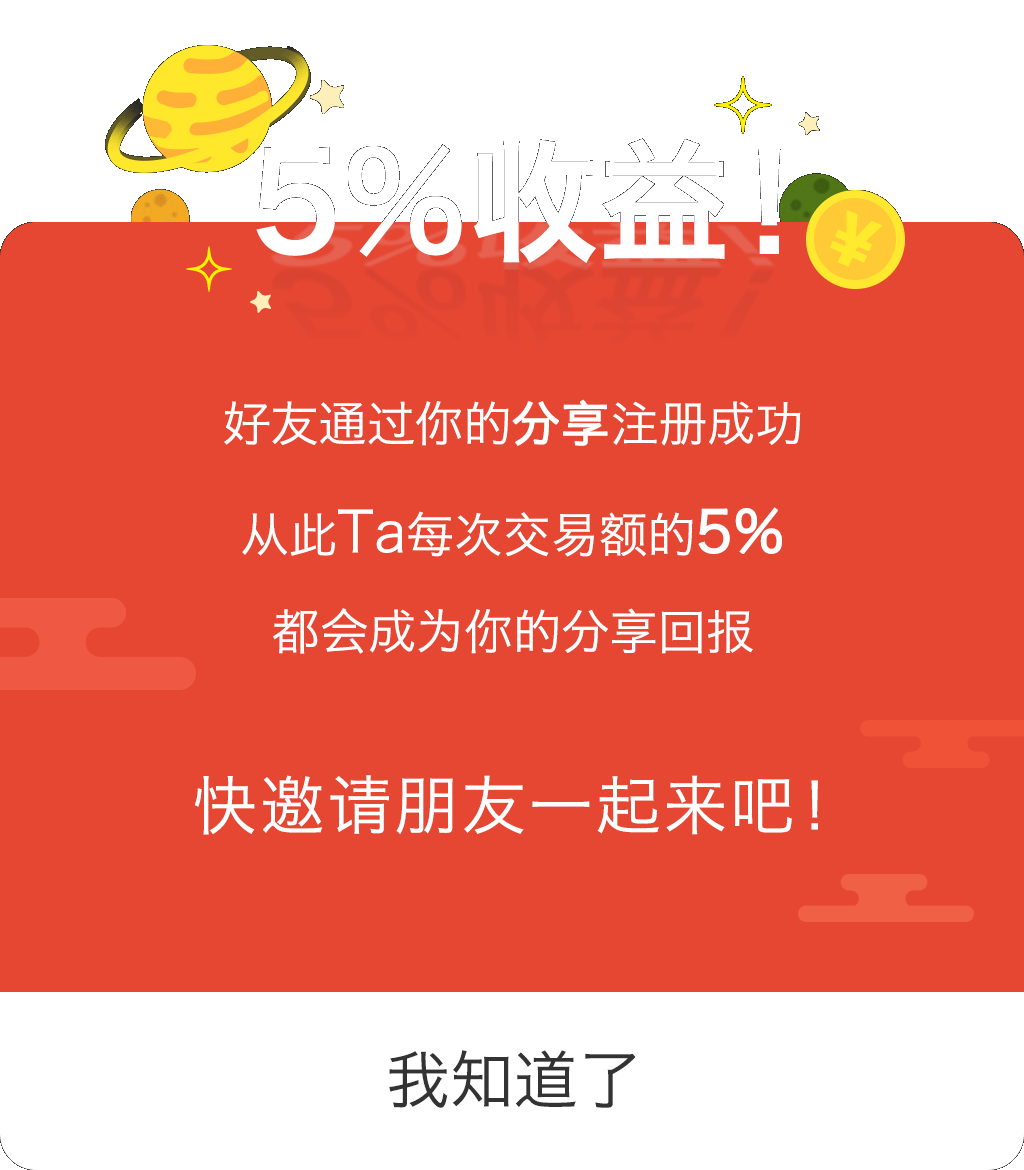 5%收益!
¥
好友通过你的分享注册成功
从此Ta每次交易额的5%
都会成为你的分享回报
快邀请朋友一起来吧!
我知道了